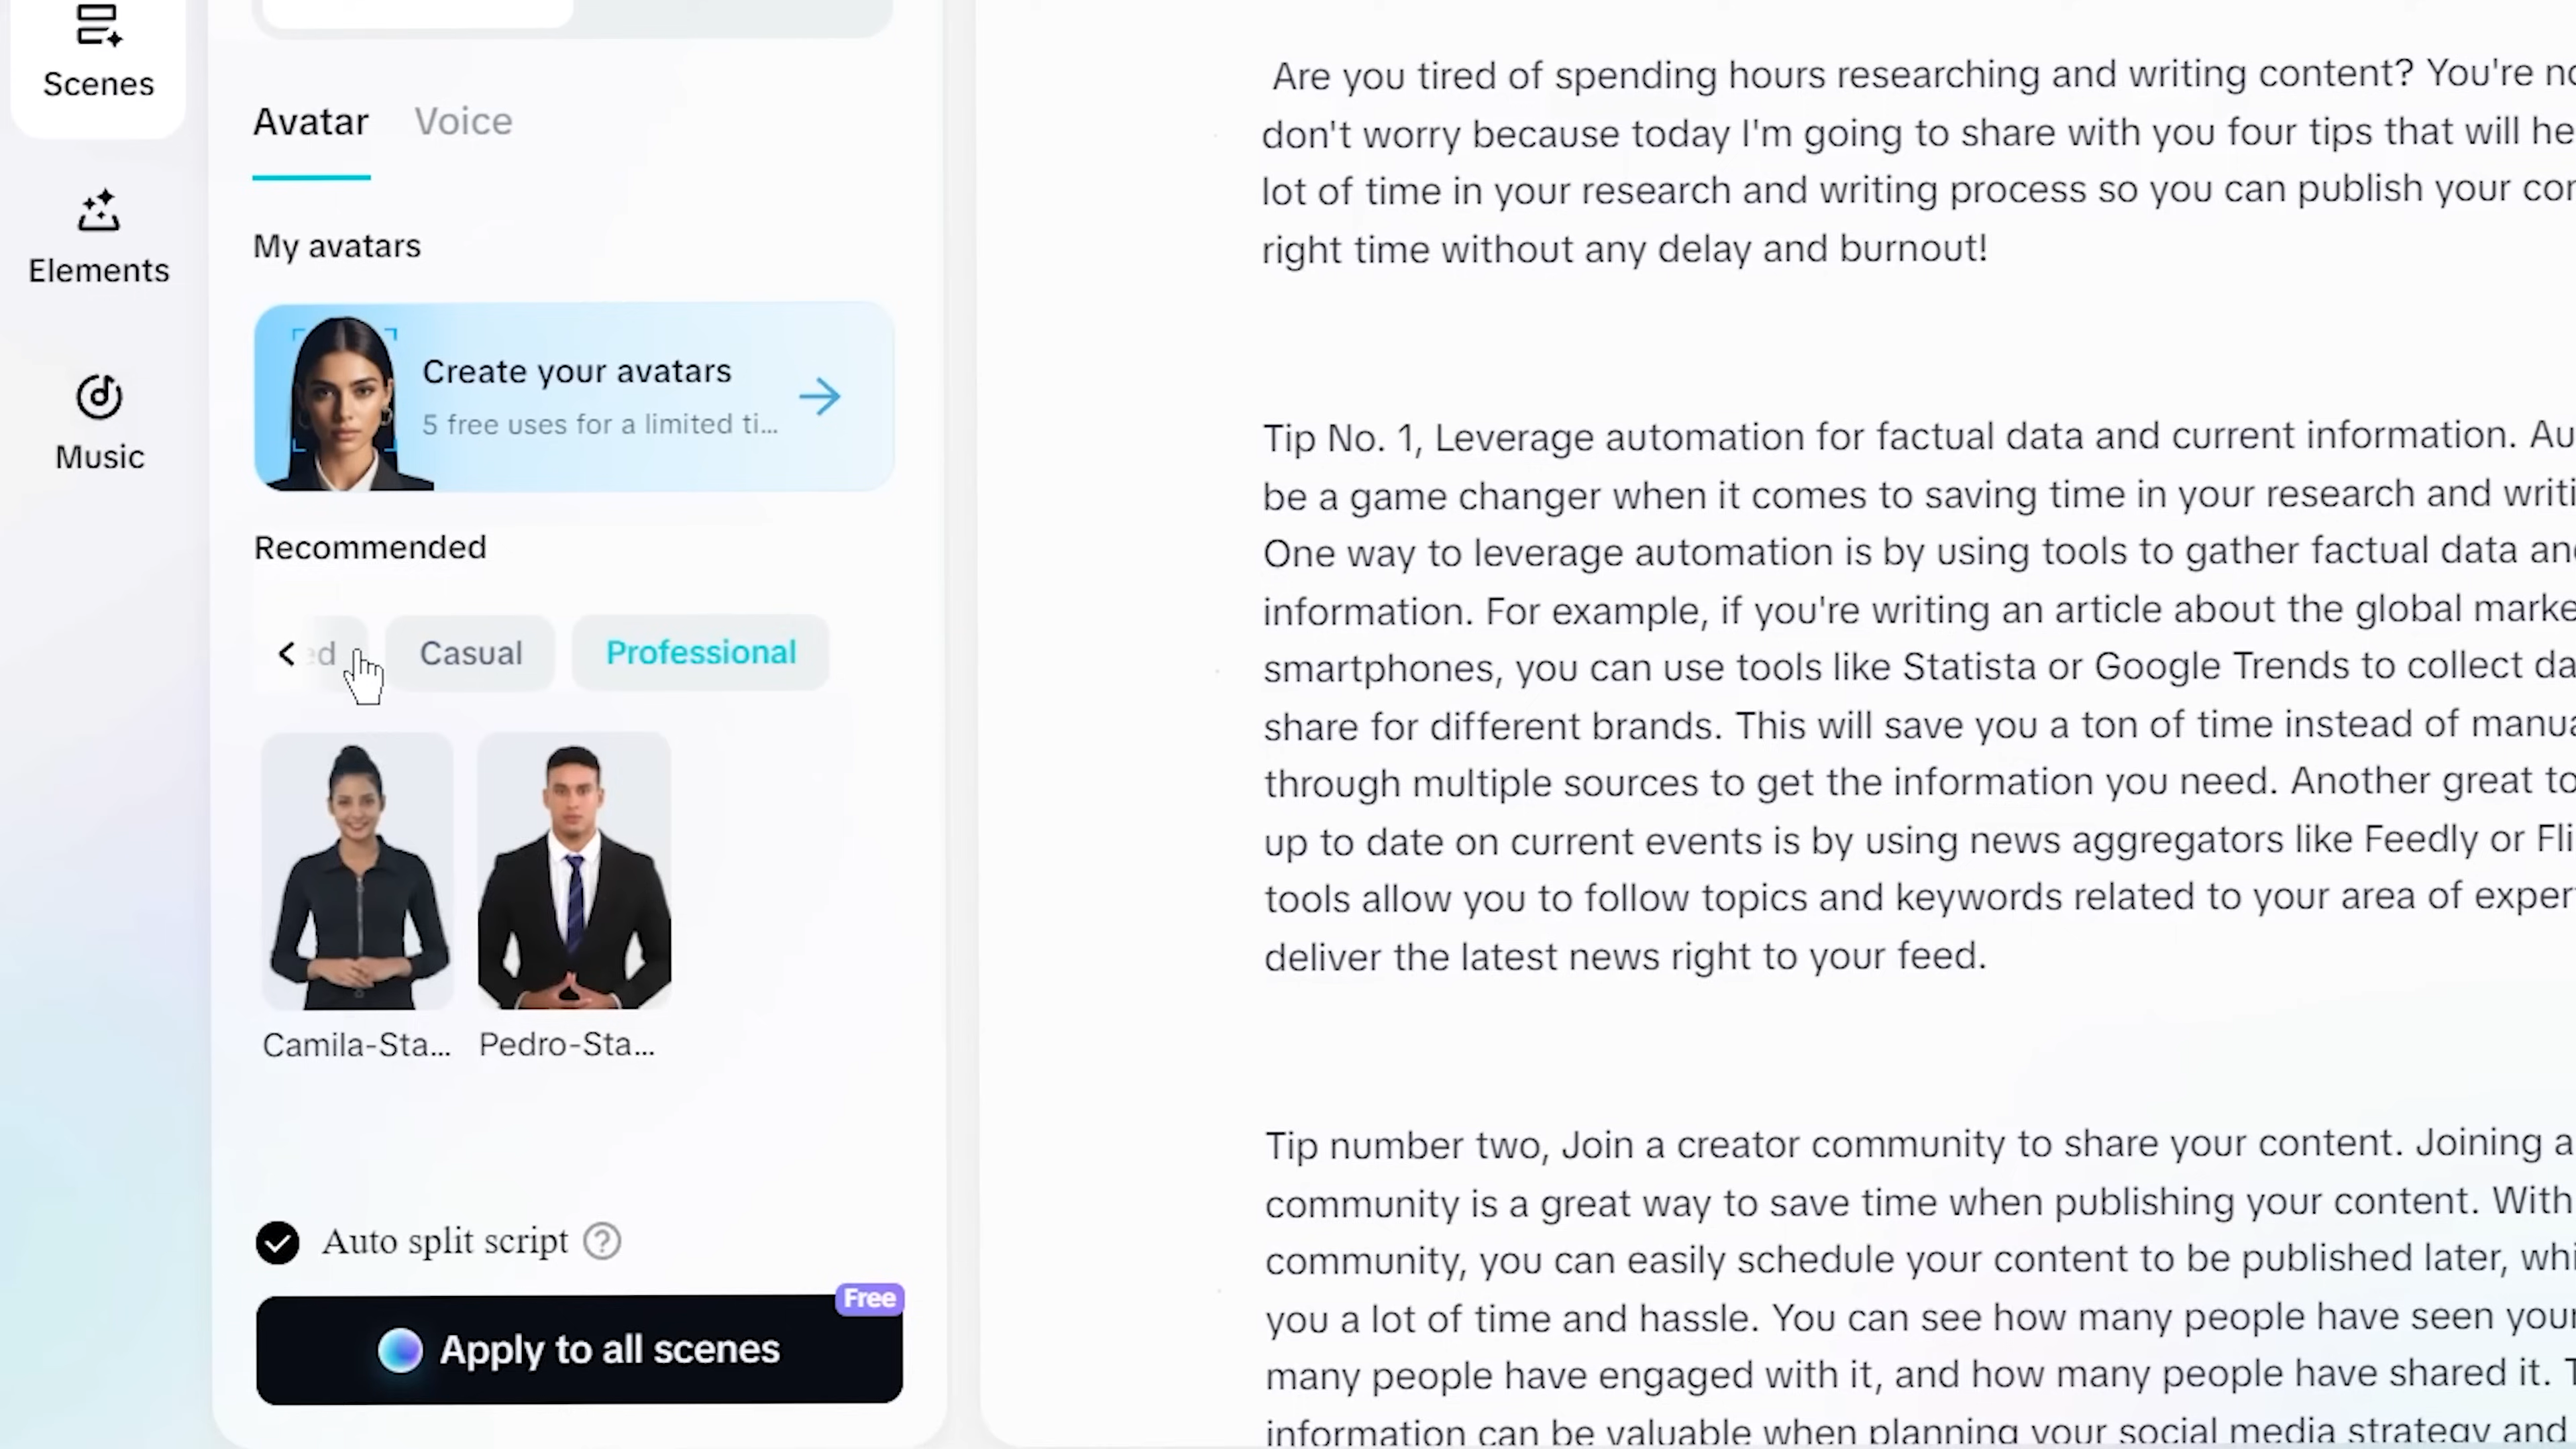 Scenes
Elements
Music
Avatar Voice
My avatars
Create your avatars
5 free uses for a limited ti...
Recommended
Casual Professional
Camila-Sta... Pedro-Sta...
Auto split script
Free
Apply to all scenes
Are you tired of spending hours researching and writing content? You're
don't worry because today I'm going to share with you four tips that will
lot of time in your research and writing process so you can publish your
right time without any delay and burnout!
Tip No. 1, Leverage automation for factual data and current information.
be a game changer when it comes to saving time in your research and
One way to leverage automation is by using tools to gather factual data
information. For example, if you're writing an article about the global
smartphones, you can use tools like Statista or Google Trends to collect
share for different brands. This will save you a ton of time instead of
through multiple sources to get the information you need. Another great
up to date on current events is by using news aggregators like Feedly or
tools allow you to follow topics and keywords related to your area of
deliver the latest news right to your feed.
Tip number two, Join a creator community to share your content. Joining a
community is a great way to save time when publishing your content. With
community, you can easily schedule your content to be published later,
you a lot of time and hassle. You can see how many people have seen
many people have engaged with it, and how many people have shared it.
information can be valuable when planning your social media strategy and